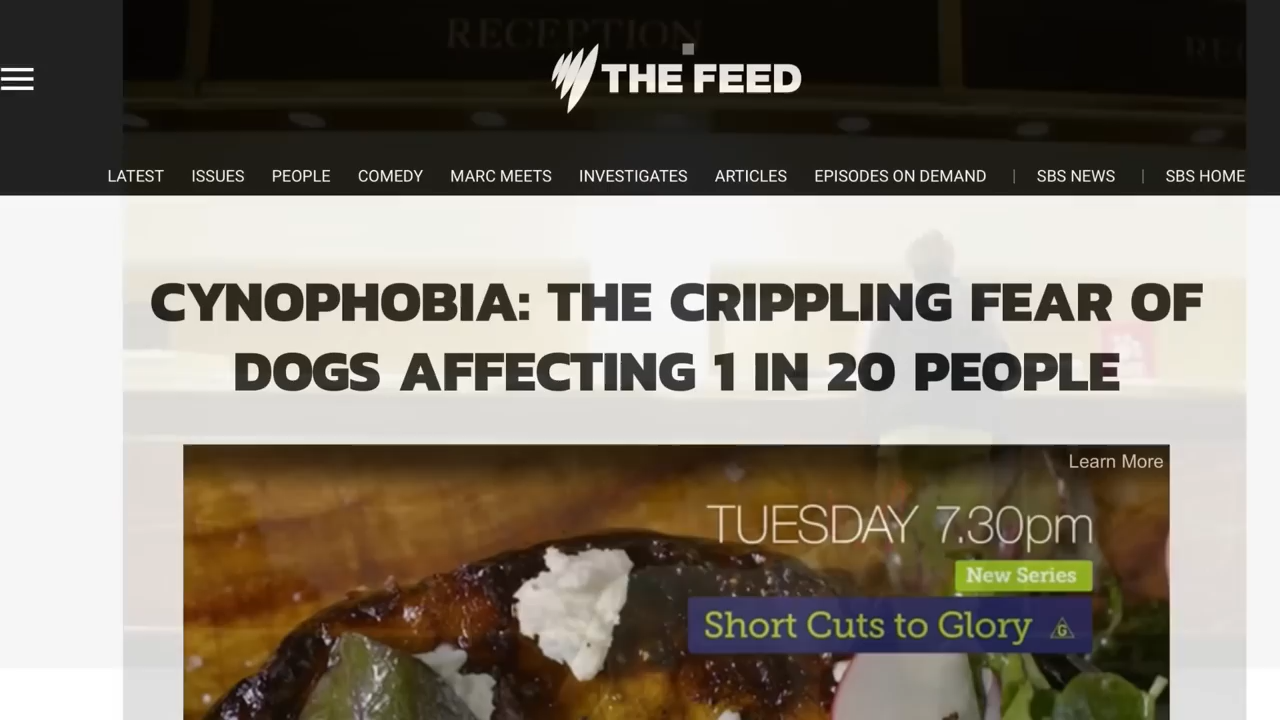 RECEPTION
THE FEED
LATEST ISSUES PEOPLE COMEDY MARC MEETS INVESTIGATES ARTICLES EPISODES ON DEMAND | SBS NEWS | SBS HOME
CYNOPHOBIA: THE CRIPPLING FEAR OF
DOGS AFFECTING 1 IN 20 PEOPLE
Learn More
TUESDAY 7.30pm
New Series
Short Cuts to Glory G